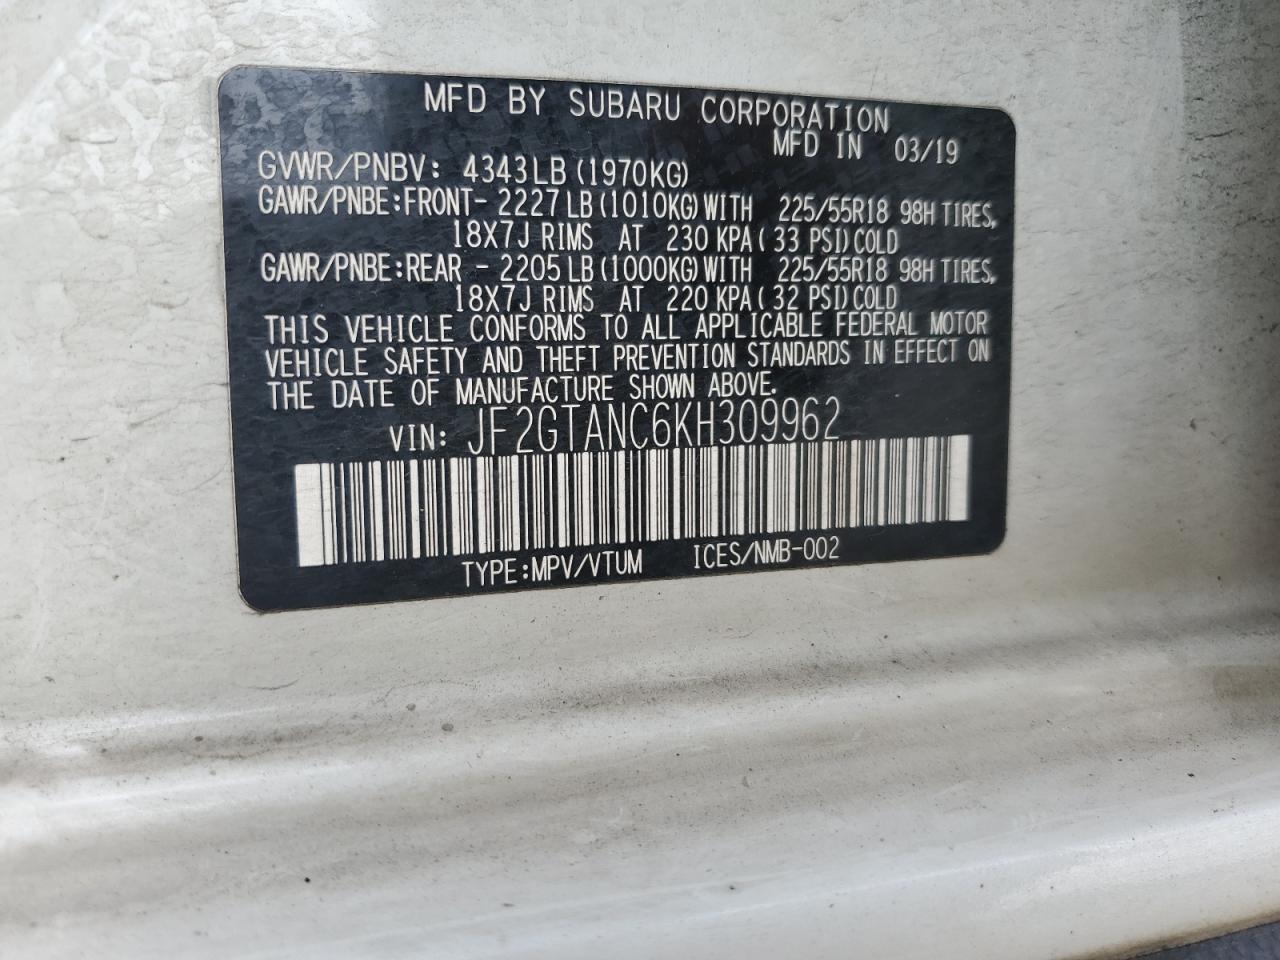 MFD BY SUBARU CORPORATION
MFD IN 03/19
GVWR/PNBV: 4343LB (1970KG)
GAWR/PNBE:FRONT- 2227LB (1010KG) WITH 225/55R18 98H TIRES,
18X7J RIMS AT 230 KPA ( 33 PSI) COLD
GAWR/PNBE:REAR - 2205LB (1000KG) WITH 225/55R18 98H TIRES,
18X7J RIMS AT 220 KPA ( 32 PSI) COLD
THIS VEHICLE CONFORMS TO ALL APPLICABLE FEDERAL MOTOR
VEHICLE SAFETY AND THEFT PREVENTION STANDARDS IN EFFECT ON
THE DATE OF MANUFACTURE SHOWN ABOVE.
VIN: JF2GTANC6KH309962
TYPE:MPV/VTUM ICES/NMB-002